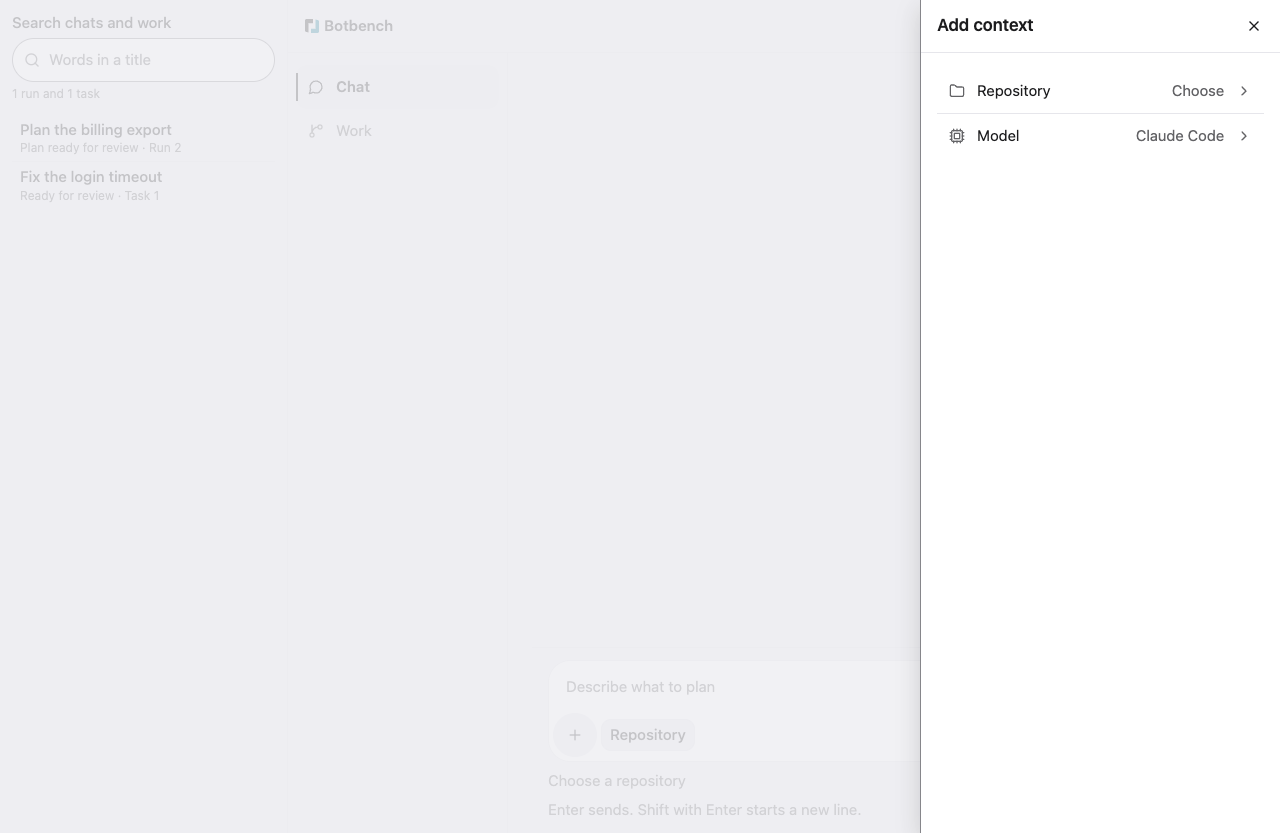 Search chats and work
Words in a title
1 run and 1 task
Plan the billing export
Plan ready for review · Run 2
Fix the login timeout
Ready for review · Task 1
Botbench
Chat
Work
Describe what to plan
Repository
Choose a repository
Enter sends. Shift with Enter starts a new line.
Add context
Repository Choose
Model Claude Code